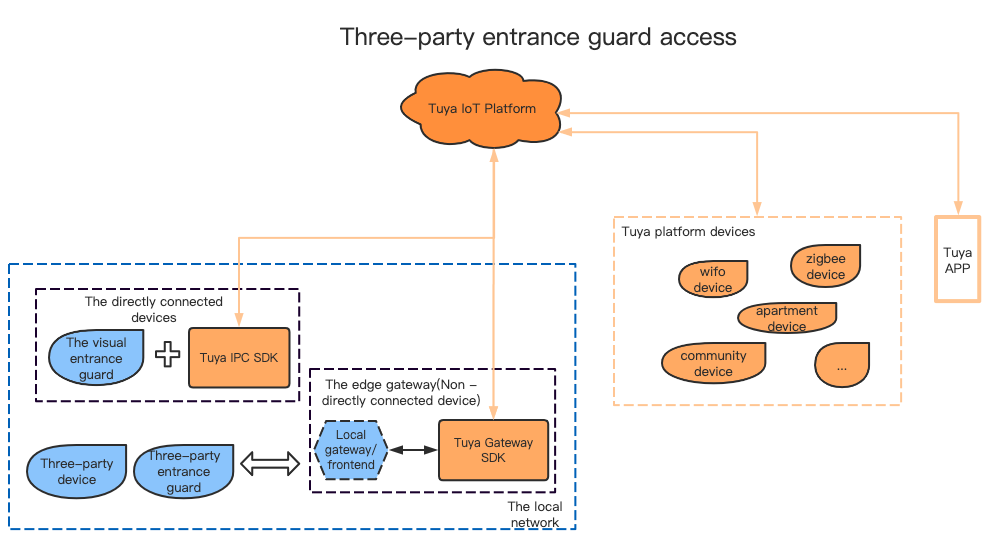 Three-party entrance guard access
Tuya IoT Platform
Tuya platform devices
wifo
device
zigbee
device
apartment
device
community
device
...
Tuya
APP
The directly connected
devices
The visual
entrance
guard
Tuya IPC SDK
The edge gateway(Non -
directly connected device)
Local
gateway/
frontend
Tuya Gateway
SDK
Three-party
device
Three-party
entrance
guard
The local
network